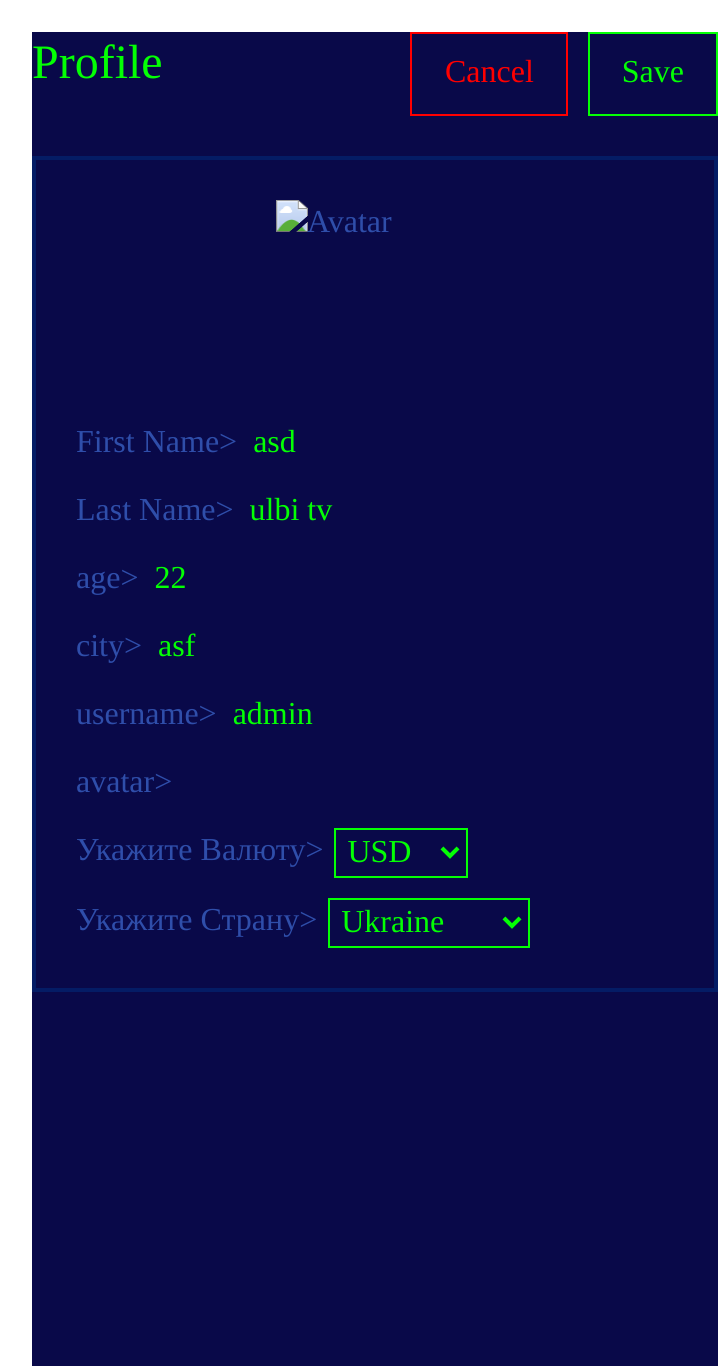 Profile Cancel Save
Avatar
First Name> asd
Last Name> ulbi tv
age> 22
city> asf
username> admin
avatar>
Укажите Валюту> USD
Укажите Страну> Ukraine